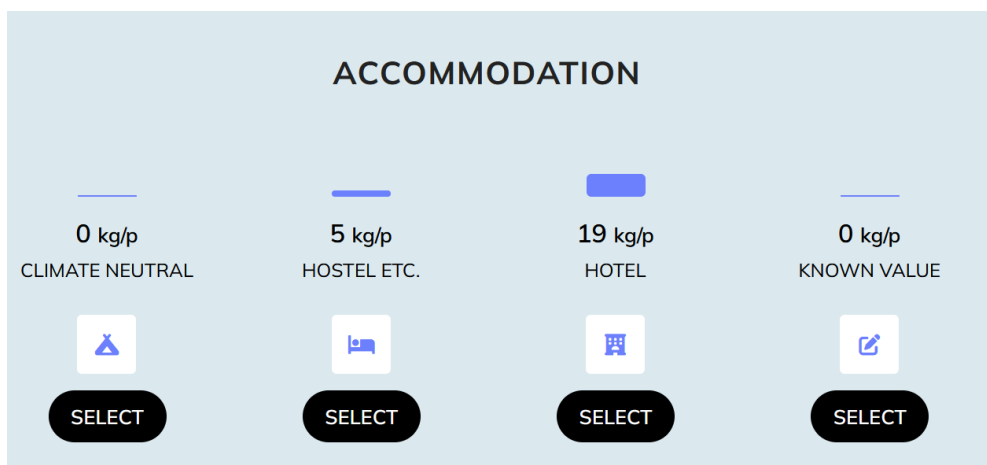 ACCOMMODATION
0 kg/p
CLIMATE NEUTRAL
SELECT
5 kg/p
HOSTEL ETC.
SELECT
19 kg/p
HOTEL
SELECT
0 kg/p
KNOWN VALUE
SELECT